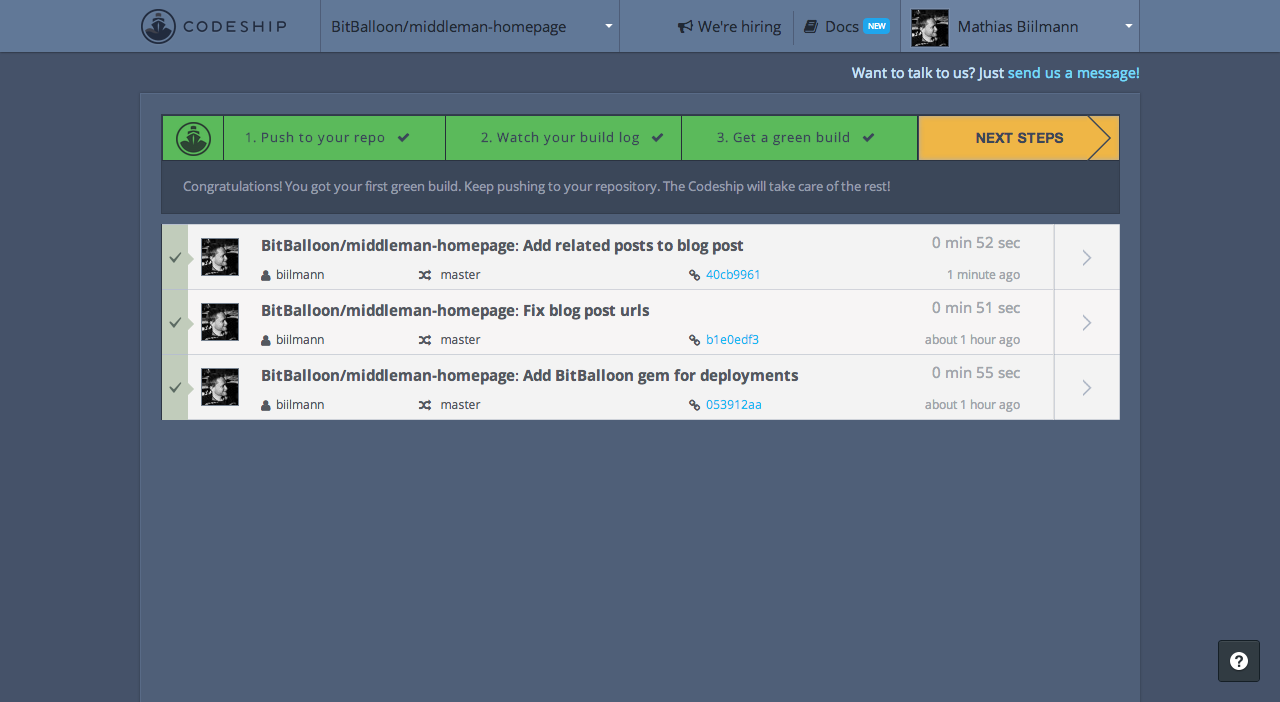 CODESHIP BitBalloon/middleman-homepage We're hiring Docs NEW Mathias Biilmann
Want to talk to us? Just send us a message!
1. Push to your repo 2. Watch your build log 3. Get a green build NEXT STEPS
Congratulations! You got your first green build. Keep pushing to your repository. The Codeship will take care of the rest!
BitBalloon/middleman-homepage: Add related posts to blog post 0 min 52 sec
biilmann master 40cb9961 1 minute ago
BitBalloon/middleman-homepage: Fix blog post urls 0 min 51 sec
biilmann master b1e0edf3 about 1 hour ago
BitBalloon/middleman-homepage: Add BitBalloon gem for deployments 0 min 55 sec
biilmann master 053912aa about 1 hour ago
?